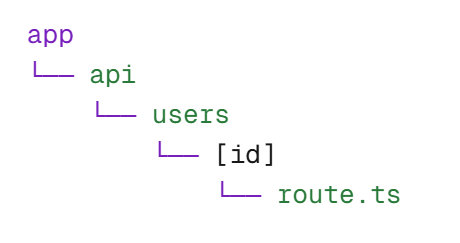 app
└── api
└── users
└── [id]
└── route.ts